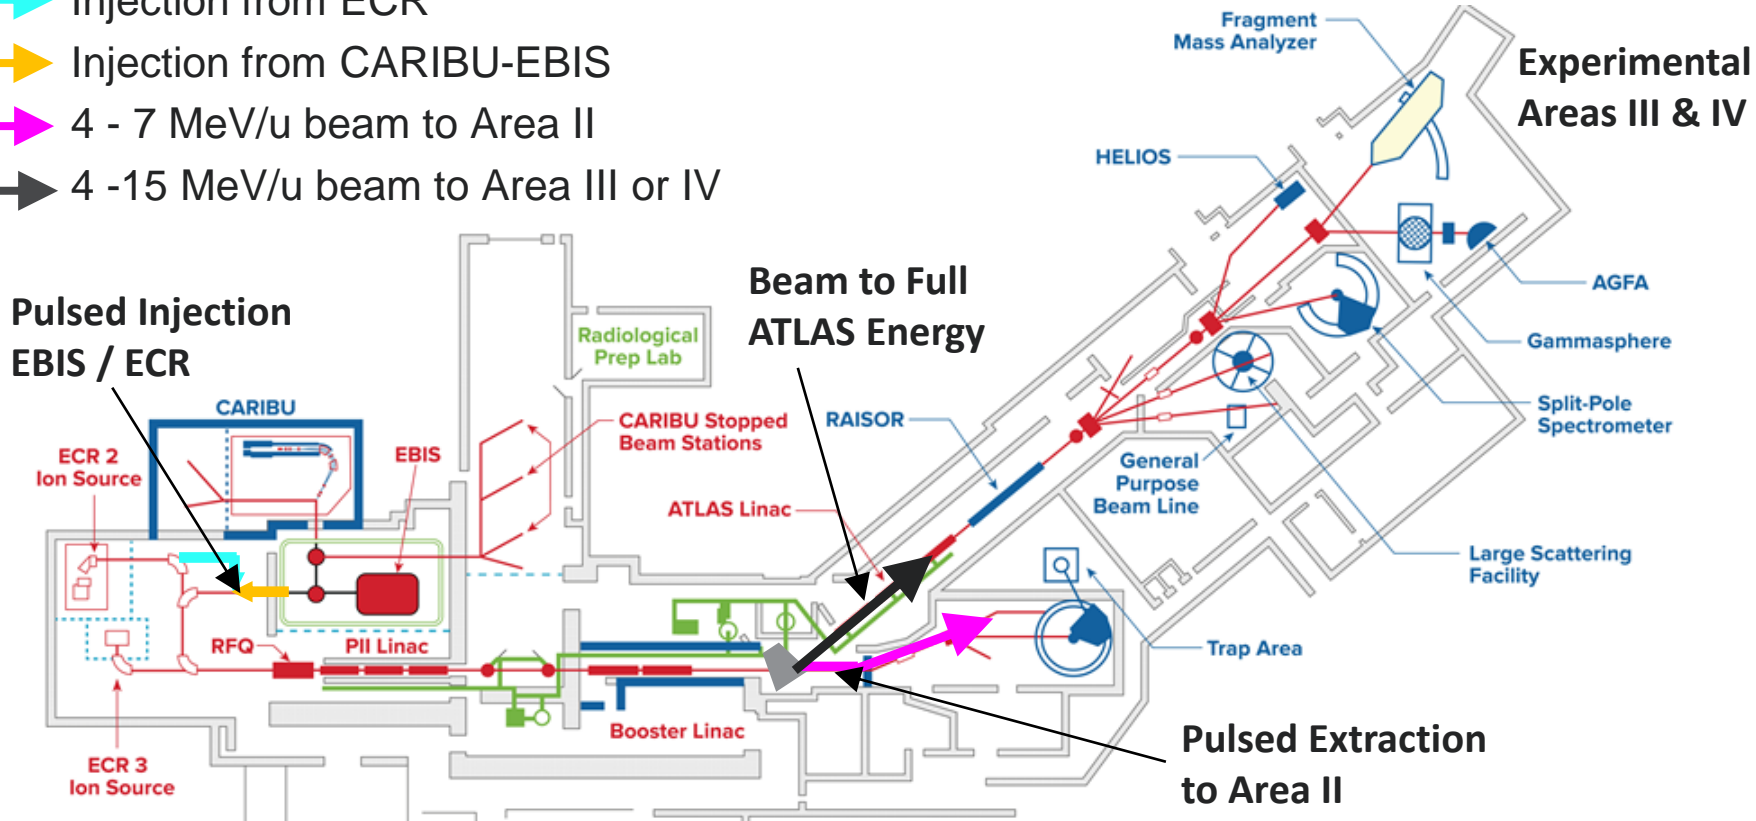 Injection from ECR
Injection from CARIBU-EBIS
4 - 7 MeV/u beam to Area II
4 -15 MeV/u beam to Area III or IV
Fragment
Mass Analyzer
Experimental
Areas III & IV
HELIOS
AGFA
Gammasphere
Split-Pole
Spectrometer
Large Scattering
Facility
Trap Area
General
Purpose
Beam Line
RAISOR
ATLAS Linac
Beam to Full
ATLAS Energy
Pulsed Injection
EBIS / ECR
Radiological
Prep Lab
CARIBU
CARIBU Stopped
Beam Stations
ECR 2
Ion Source
EBIS
RFQ
PII Linac
Booster Linac
ECR 3
Ion Source
Pulsed Extraction
to Area II